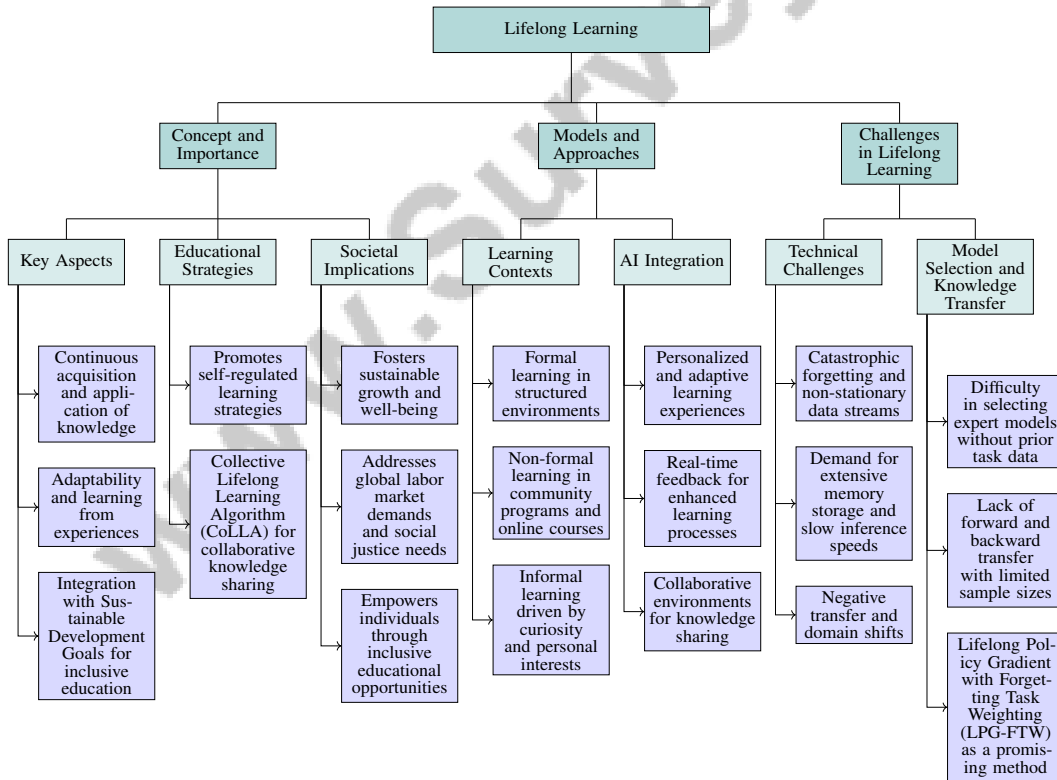 Lifelong Learning
Concept and
Importance
Models and
Approaches
Challenges
in Lifelong
Learning
Key Aspects
Educational
Strategies
Societal
Implications
Learning
Contexts
AI Integration
Technical
Challenges
Model
Selection and
Knowledge
Transfer
Continuous
acquisition
and appli-
cation of
knowledge
Adaptability
and learning
from
experiences
Integration
with Sus-
tainable
Development
Goals for
inclusive
education
Promotes
self-regulated
learning
strategies
Collective
Lifelong
Learning
Algorithm
(CoLLA) for
collaborative
knowledge
sharing
Fosters
sustainable
growth and
well-being
Addresses
global labor
market
demands
and social
justice needs
Empowers
individuals
through
inclusive
educational
opportunities
Formal
learning in
structured
environments
Non-formal
learning in
community
programs and
online courses
Informal
learning
driven by
curiosity
and personal
interests
Personalized
and adaptive
learning
experiences
Real-time
feedback for
enhanced
learning
processes
Collaborative
environments
for knowledge
sharing
Catastrophic
forgetting and
non-stationary
data streams
Demand for
extensive
memory
storage and
slow inference
speeds
Negative
transfer and
domain shifts
Difficulty
in selecting
expert models
without prior
task data
Lack of
forward and
backward
transfer
with limited
sample sizes
Lifelong Pol-
icy Gradient
with Forget-
ting Task
Weighting
(LPG-FTW)
as a promis-
ing method
www.Survey